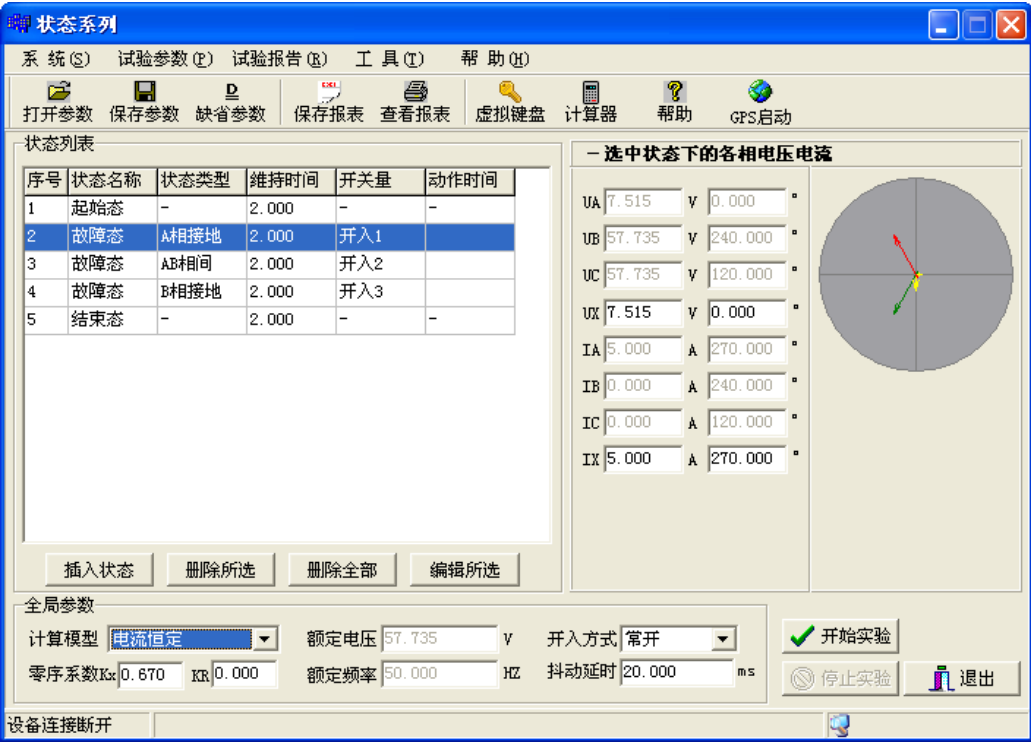 状态系列
系 统(S) 试验参数(P) 试验报告(R) 工 具(T) 帮 助(H)
打开参数 保存参数 缺省参数 保存报表 查看报表 虚拟键盘 计算器 帮助 GPS启动
状态列表
序号 状态名称 状态类型 維持时间 开关量 动作时间
1 起始态 - 2.000 - -
2 故障态 A相接地 2.000 开入1
3 故障态 AB相间 2.000 开入2
4 故障态 B相接地 2.000 开入3
5 结束态 - 2.000 - -
插入状态 删除所选 删除全部 编辑所选
－选中状态下的各相电压电流
UA 7.515 V 0.000 °
UB 57.735 V 240.000 °
UC 57.735 V 120.000 °
UX 7.515 V 0.000 °
IA 5.000 A 270.000 °
IB 0.000 A 240.000 °
IC 0.000 A 120.000 °
IX 5.000 A 270.000 °
全局参数
计算模型 电流恒定 额定电压 57.735 V 开入方式 常开
零序系数Kx 0.670 KR 0.000 额定频率 50.000 HZ 抖动延时 20.000 ms
开始实验
停止实验 退出
设备连接断开